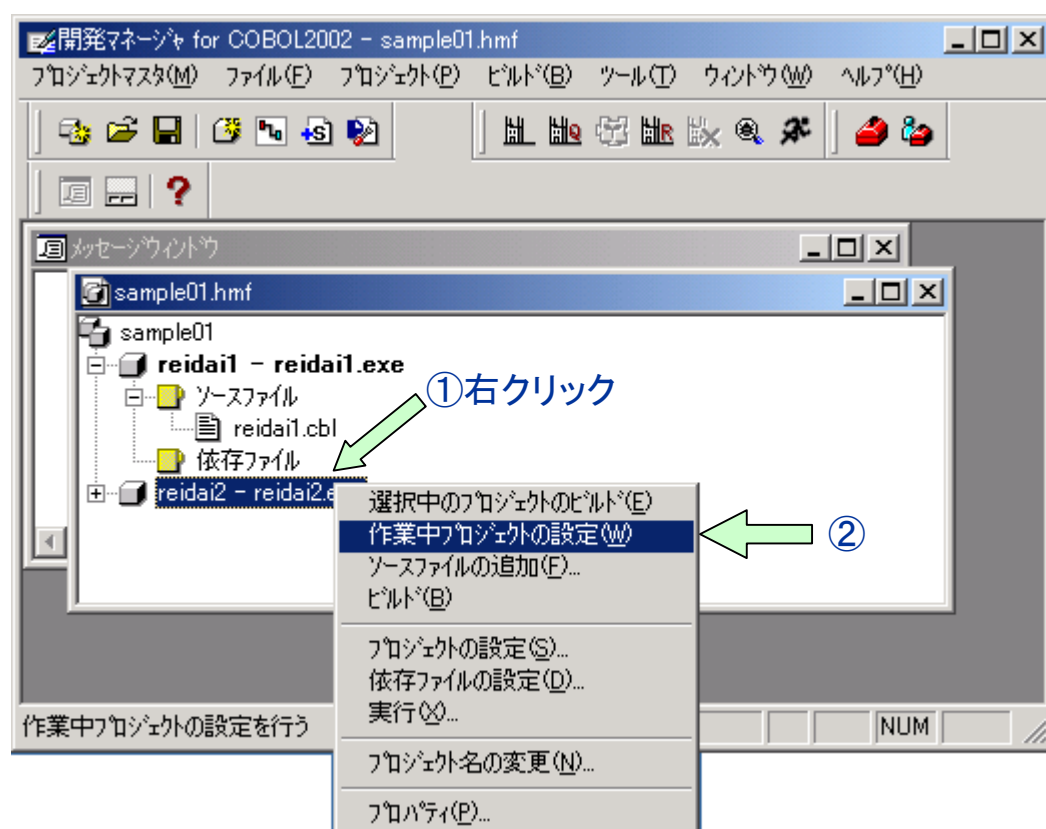 開発ﾏﾈｰｼﾞｬ for COBOL2002 - sample01.hmf
ﾌﾟﾛｼﾞｪｸﾄﾏｽﾀ(M) ﾌｧｲﾙ(F) ﾌﾟﾛｼﾞｪｸﾄ(P) ﾋﾞﾙﾄﾞ(B) ﾂｰﾙ(T) ｳｨﾝﾄﾞｳ(W) ﾍﾙﾌﾟ(H)
ﾒｯｾｰｼﾞｳｨﾝﾄﾞｳ
sample01.hmf
sample01
reidai1 - reidai1.exe
ｿｰｽﾌｧｲﾙ
①右クリック
reidai1.cbl
依存ﾌｧｲﾙ
reidai2 - reidai2.e
選択中のﾌﾟﾛｼﾞｪｸﾄのﾋﾞﾙﾄﾞ(E)
作業中ﾌﾟﾛｼﾞｪｸﾄの設定(W)
②
ｿｰｽﾌｧｲﾙの追加(F)...
ﾋﾞﾙﾄﾞ(B)
ﾌﾟﾛｼﾞｪｸﾄの設定(S)...
依存ﾌｧｲﾙの設定(D)...
実行(X)...
作業中ﾌﾟﾛｼﾞｪｸﾄの設定を行う
NUM
ﾌﾟﾛｼﾞｪｸﾄ名の変更(N)...
ﾌﾟﾛﾊﾟﾃｨ(P)...